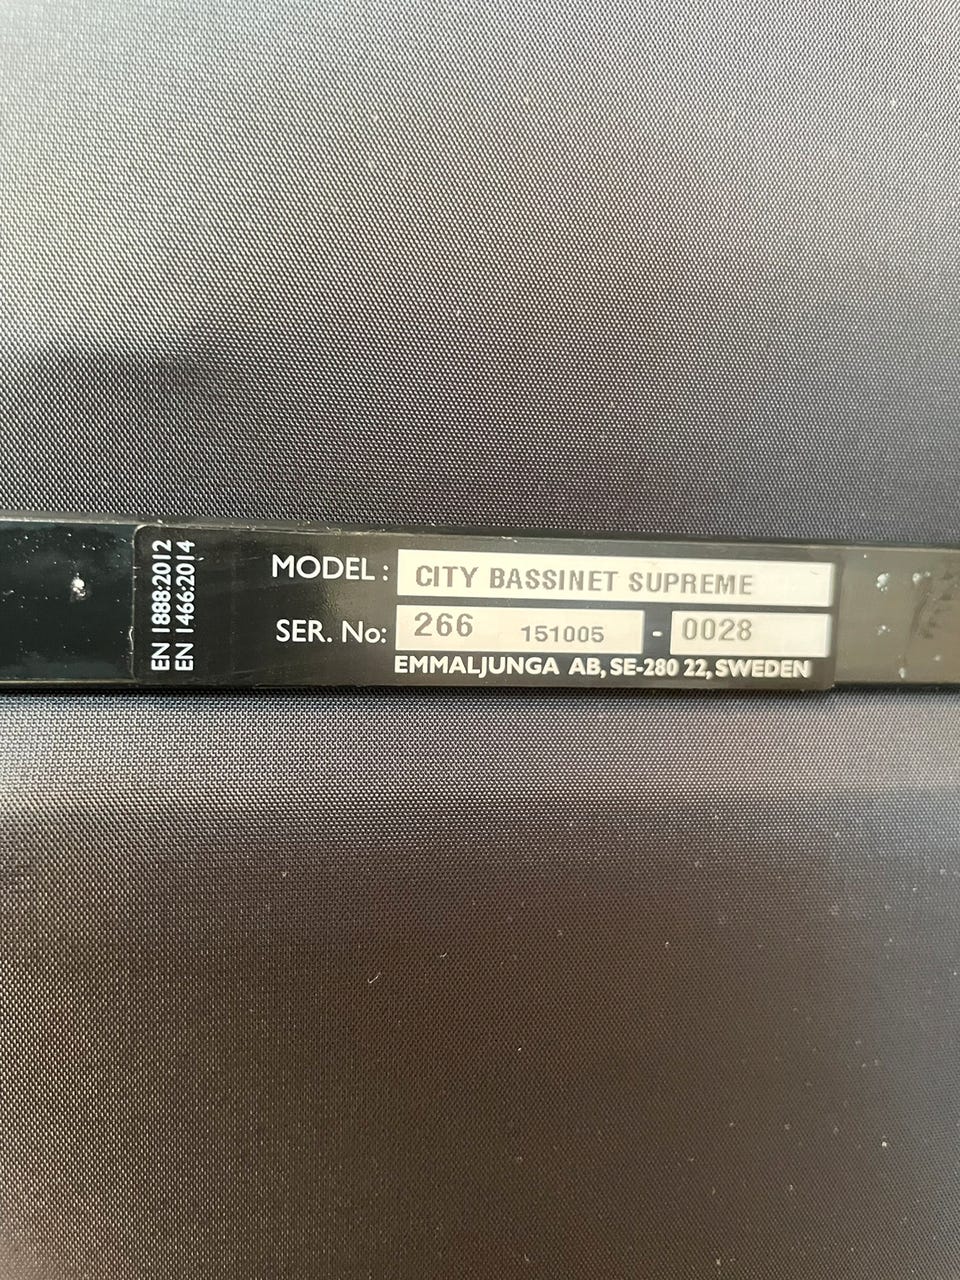 EN 1888:2012
EN 1466:2014
MODEL : CITY BASSINET SUPREME
SER. No: 266 151005 - 0028
EMMALJUNGA AB, SE-280 22, SWEDEN